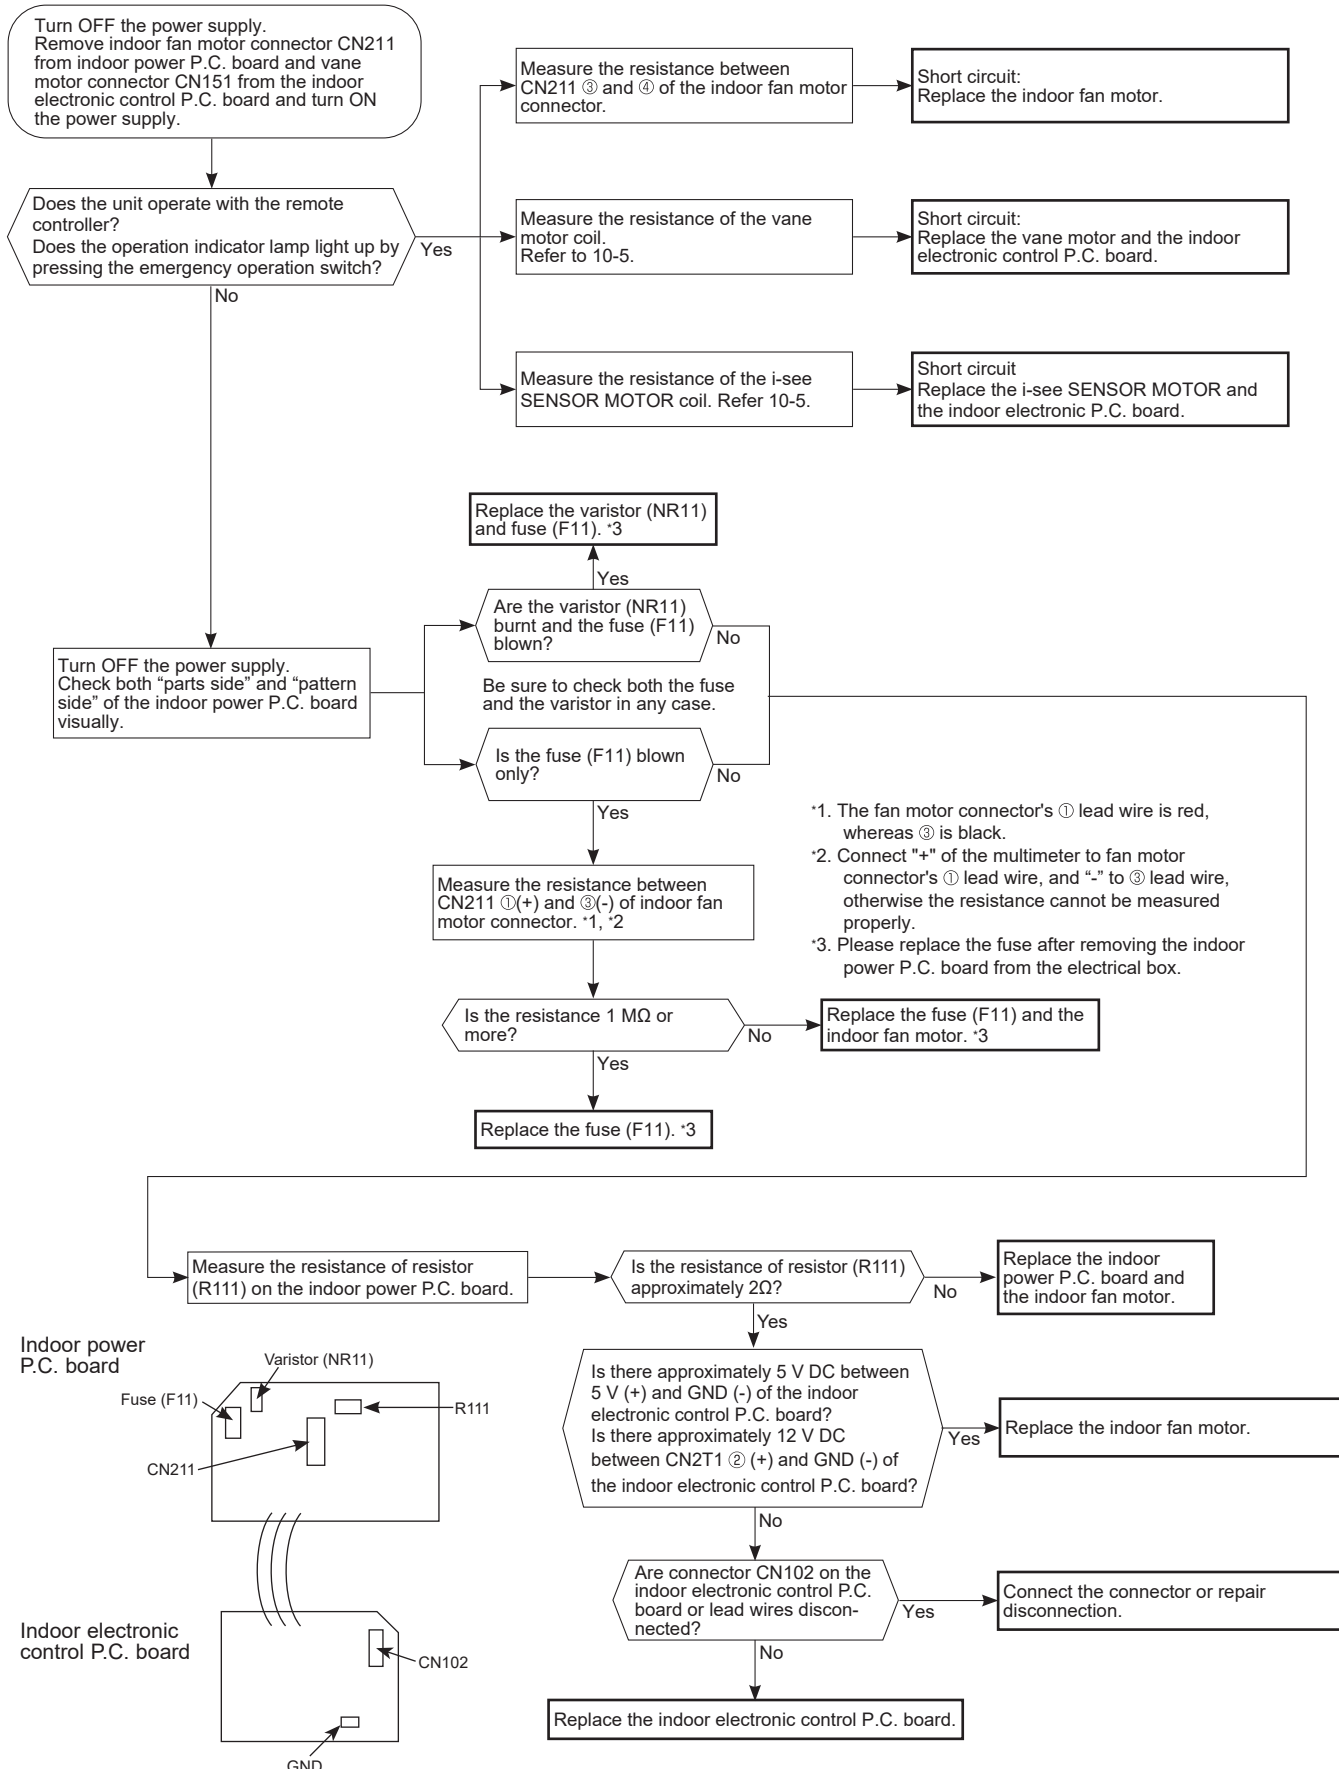 Turn OFF the power supply.
Remove indoor fan motor connector CN211
from indoor power P.C. board and vane
motor connector CN151 from the indoor
electronic control P.C. board and turn ON
the power supply.
Measure the resistance between
CN211 ③ and ④ of the indoor fan motor
connector.
Short circuit:
Replace the indoor fan motor.
Does the unit operate with the remote
controller?
Does the operation indicator lamp light up by
pressing the emergency operation switch?
Yes
No
Measure the resistance of the vane
motor coil.
Refer to 10-5.
Short circuit:
Replace the vane motor and the indoor
electronic control P.C. board.
Measure the resistance of the i-see
SENSOR MOTOR coil. Refer 10-5.
Short circuit
Replace the i-see SENSOR MOTOR and
the indoor electronic P.C. board.
Replace the varistor (NR11)
and fuse (F11). *3
Yes
Are the varistor (NR11)
burnt and the fuse (F11)
blown?
No
Turn OFF the power supply.
Check both “parts side” and “pattern
side” of the indoor power P.C. board
visually.
Be sure to check both the fuse
and the varistor in any case.
Is the fuse (F11) blown
only?
No
Yes
*1. The fan motor connector's ① lead wire is red,
whereas ③ is black.
*2. Connect "+" of the multimeter to fan motor
connector's ① lead wire, and “-” to ③ lead wire,
otherwise the resistance cannot be measured
properly.
*3. Please replace the fuse after removing the indoor
power P.C. board from the electrical box.
Measure the resistance between
CN211 ①(+) and ③(-) of indoor fan
motor connector. *1, *2
Is the resistance 1 MΩ or
more?
No
Replace the fuse (F11) and the
indoor fan motor. *3
Yes
Replace the fuse (F11). *3
Measure the resistance of resistor
(R111) on the indoor power P.C. board.
Is the resistance of resistor (R111)
approximately 2Ω?
No
Replace the indoor
power P.C. board and
the indoor fan motor.
Yes
Is there approximately 5 V DC between
5 V (+) and GND (-) of the indoor
electronic control P.C. board?
Is there approximately 12 V DC
between CN2T1 ② (+) and GND (-) of
the indoor electronic control P.C. board?
Yes
Replace the indoor fan motor.
No
Are connector CN102 on the
indoor electronic control P.C.
board or lead wires discon-
nected?
Yes
Connect the connector or repair
disconnection.
No
Replace the indoor electronic control P.C. board.
Indoor power
P.C. board
Varistor (NR11)
Fuse (F11)
R111
CN211
Indoor electronic
control P.C. board
CN102
GND